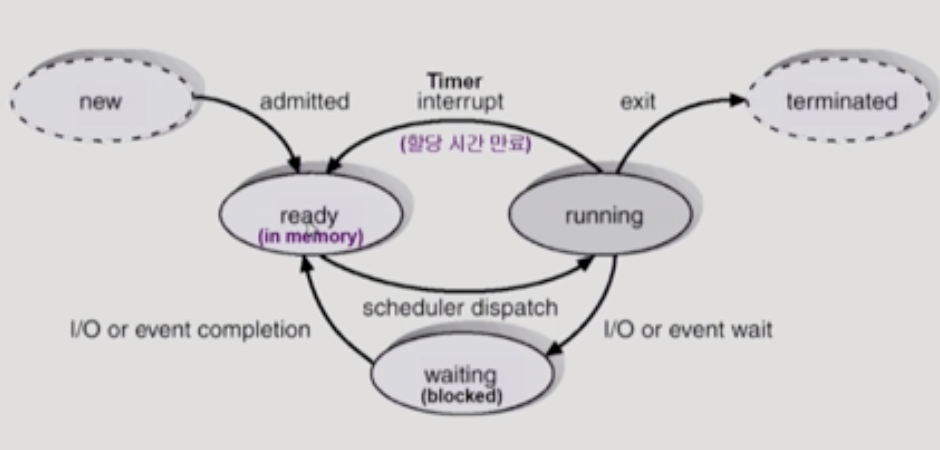 new
admitted
Timer
interrupt
(할당 시간 만료)
exit
terminated
ready
(in memory)
running
scheduler dispatch
I/O or event completion
I/O or event wait
waiting
(blocked)